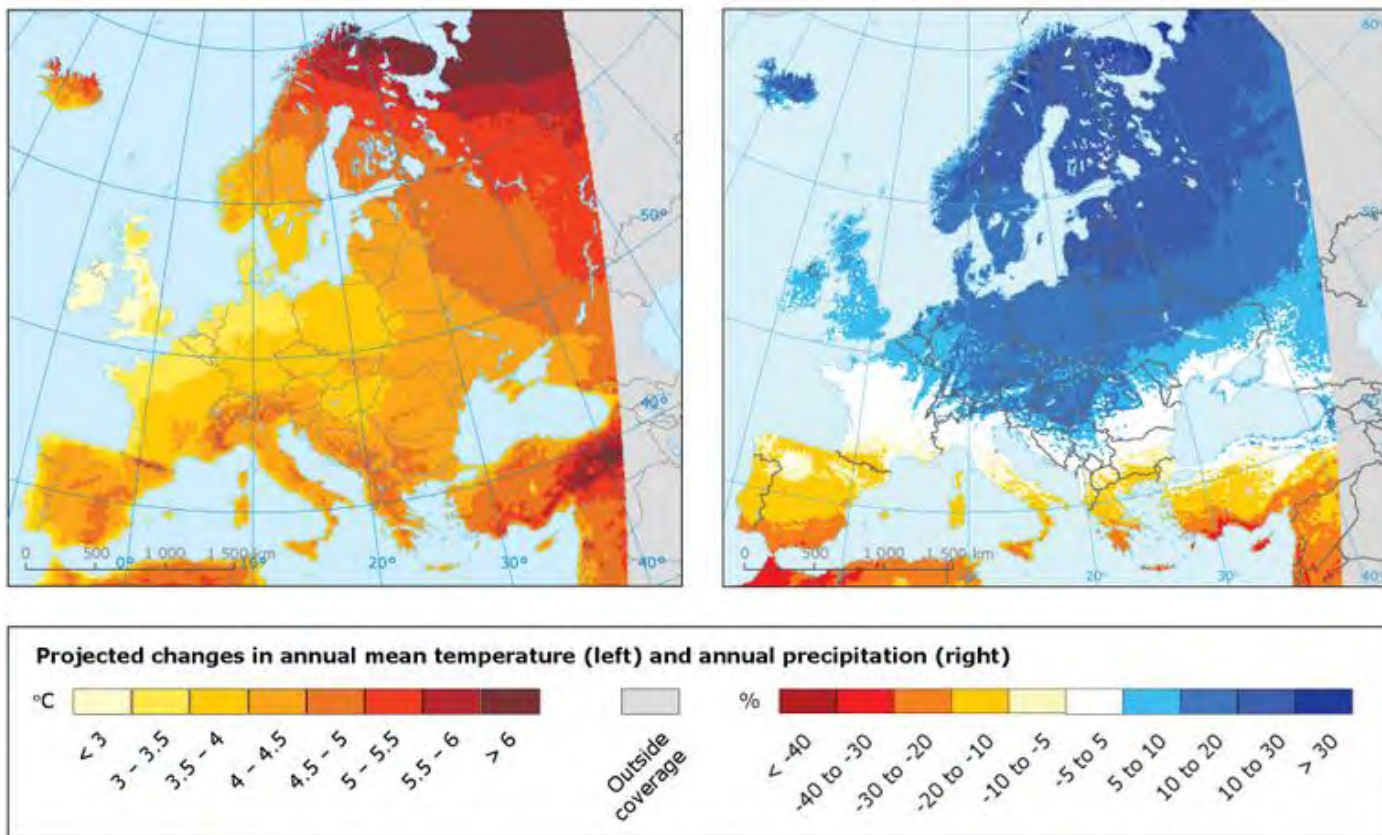 60°
50°
50°
40°
40°
0 500 1 000 1 500 km
0° 10° 20° 30° 40°
0 500 1 000 1 500 km
20° 30° 40°
Projected changes in annual mean temperature (left) and annual precipitation (right)
°C
< 3
3 – 3.5
3.5 – 4
4 – 4.5
4.5 – 5
5 – 5.5
5.5 – 6
> 6
Outside
coverage
%
< -40
-40 to -30
-30 to -20
-20 to -10
-10 to -5
-5 to 5
5 to 10
10 to 20
10 to 30
> 30